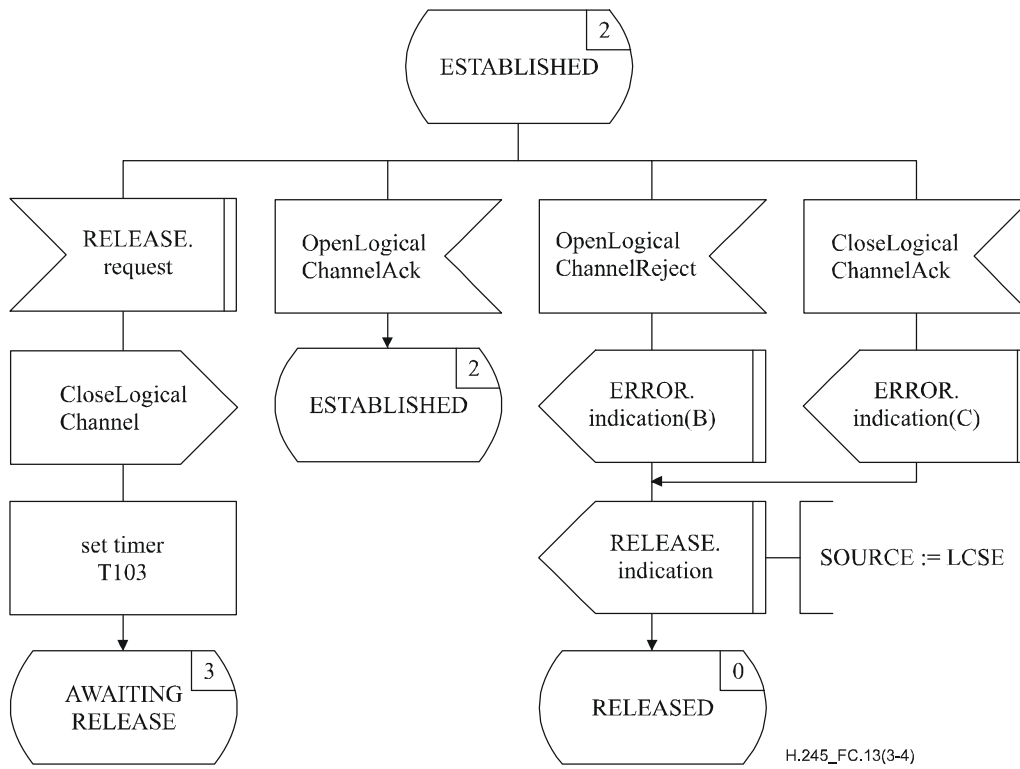 2
ESTABLISHED
RELEASE.
request
OpenLogical
ChannelAck
OpenLogical
ChannelReject
CloseLogical
ChannelAck
CloseLogical
Channel
2
ESTABLISHED
ERROR.
indication(B)
ERROR.
indication(C)
set timer
T103
RELEASE.
indication
SOURCE := LCSE
3
AWAITING
RELEASE
0
RELEASED
H.245_FC.13(3-4)